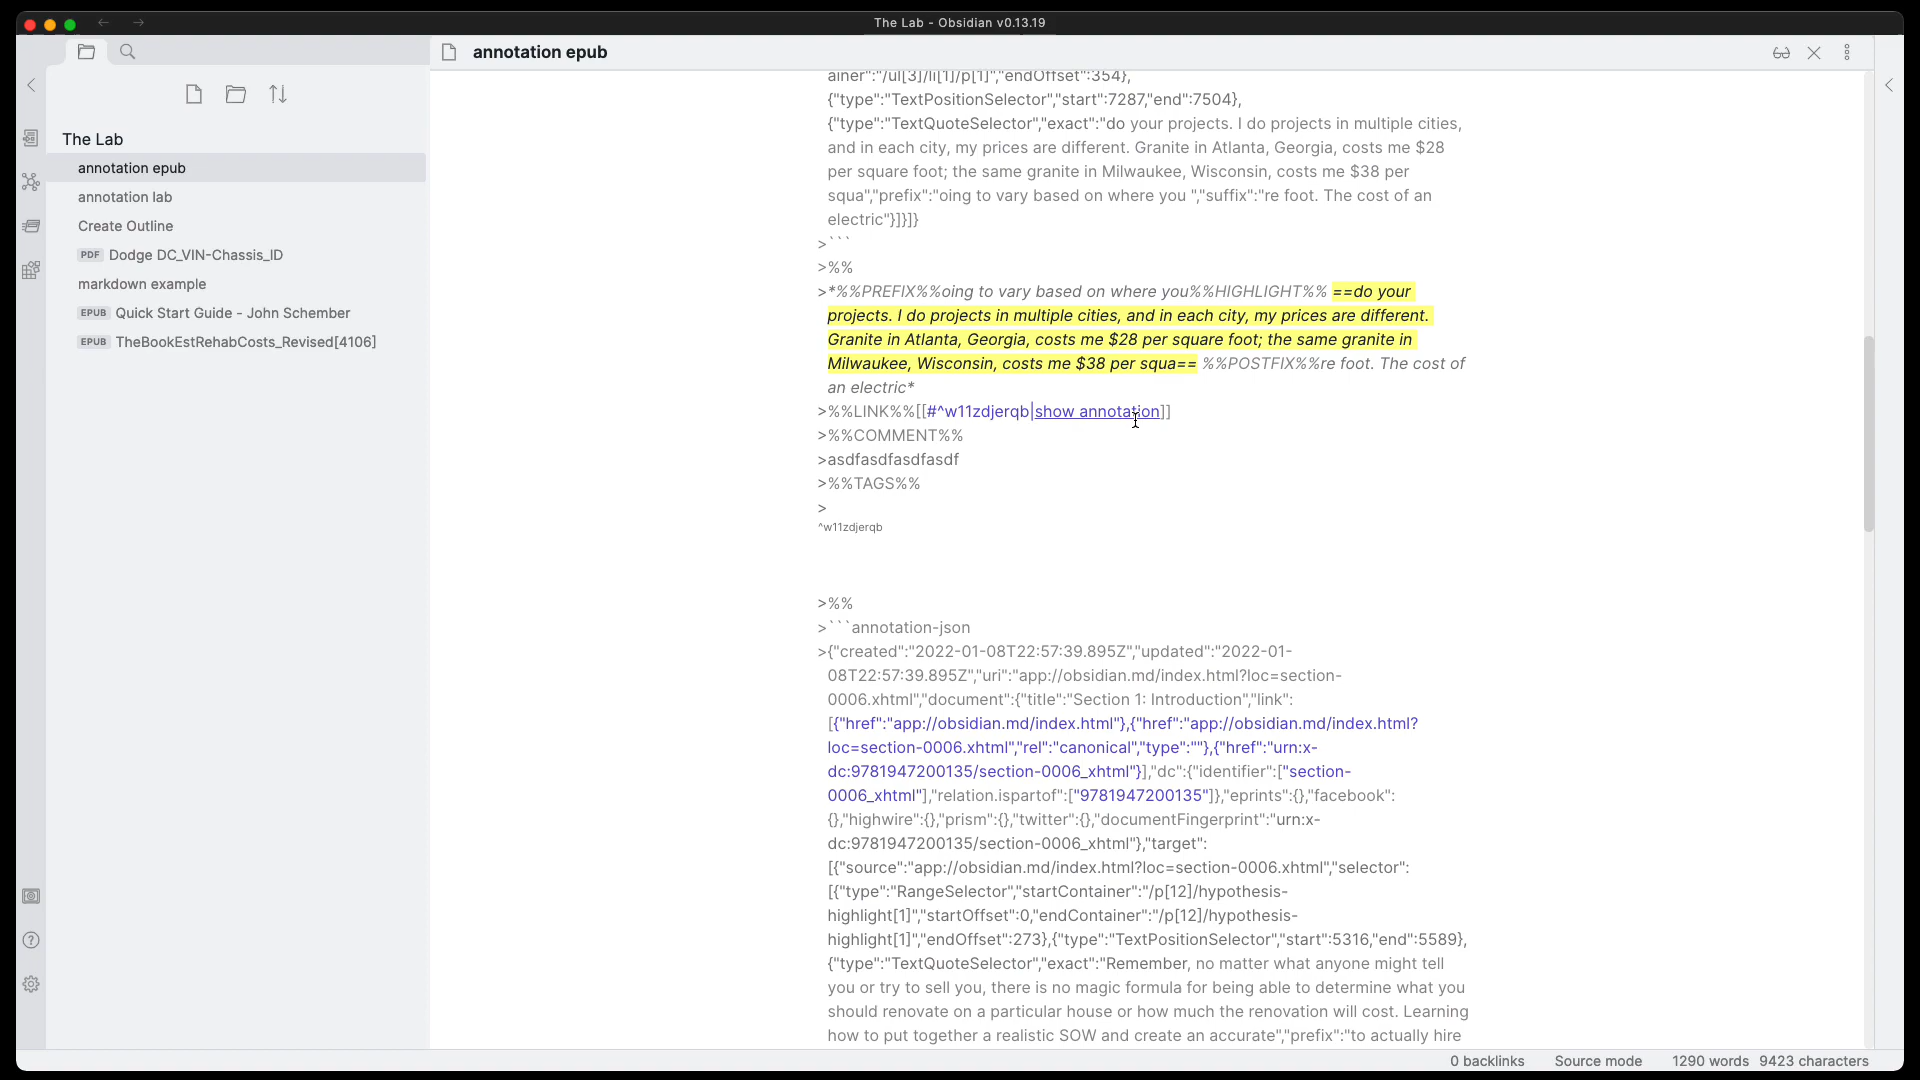 The Lab - Obsidian v0.13.19
annotation epub
The Lab
annotation epub
annotation lab
Create Outline
PDF Dodge DC_VIN-Chassis_ID
markdown example
EPUB Quick Start Guide - John Schember
EPUB TheBookEstRehabCosts_Revised[4106]
ainer":"/ul[3]/li[1]/p[1]","endOffset":354},
{"type":"TextPositionSelector","start":7287,"end":7504},
{"type":"TextQuoteSelector","exact":"do your projects. I do projects in multiple cities,
and in each city, my prices are different. Granite in Atlanta, Georgia, costs me $28
per square foot; the same granite in Milwaukee, Wisconsin, costs me $38 per
squa","prefix":"oing to vary based on where you ","suffix":"re foot. The cost of an
electric"}]}]}
>```
>%%
>*%%PREFIX%%oing to vary based on where you%%HIGHLIGHT%% ==do your
projects. I do projects in multiple cities, and in each city, my prices are different.
Granite in Atlanta, Georgia, costs me $28 per square foot; the same granite in
Milwaukee, Wisconsin, costs me $38 per squa== %%POSTFIX%%re foot. The cost of
an electric*
>%%LINK%%[[#^w11zdjerqb|show annotation]]
>%%COMMENT%%
>asdfasdfasdfasdf
>%%TAGS%%
>
^w11zdjerqb
>%%
>```annotation-json
>{"created":"2022-01-08T22:57:39.895Z","updated":"2022-01-
08T22:57:39.895Z","uri":"app://obsidian.md/index.html?loc=section-
0006.xhtml","document":{"title":"Section 1: Introduction","link":
[{"href":"app://obsidian.md/index.html"},{"href":"app://obsidian.md/index.html?
loc=section-0006.xhtml","rel":"canonical","type":""},{"href":"urn:x-
dc:9781947200135/section-0006_xhtml"}],"dc":{"identifier":["section-
0006_xhtml"],"relation.ispartof":["9781947200135"]},"eprints":{},"facebook":
{},"highwire":{},"prism":{},"twitter":{},"documentFingerprint":"urn:x-
dc:9781947200135/section-0006_xhtml"},"target":
[{"source":"app://obsidian.md/index.html?loc=section-0006.xhtml","selector":
[{"type":"RangeSelector","startContainer":"/p[12]/hypothesis-
highlight[1]","startOffset":0,"endContainer":"/p[12]/hypothesis-
highlight[1]","endOffset":273},{"type":"TextPositionSelector","start":5316,"end":5589},
{"type":"TextQuoteSelector","exact":"Remember, no matter what anyone might tell
you or try to sell you, there is no magic formula for being able to determine what you
should renovate on a particular house or how much the renovation will cost. Learning
how to put together a realistic SOW and create an accurate","prefix":"to actually hire
0 backlinks Source mode 1290 words 9423 characters